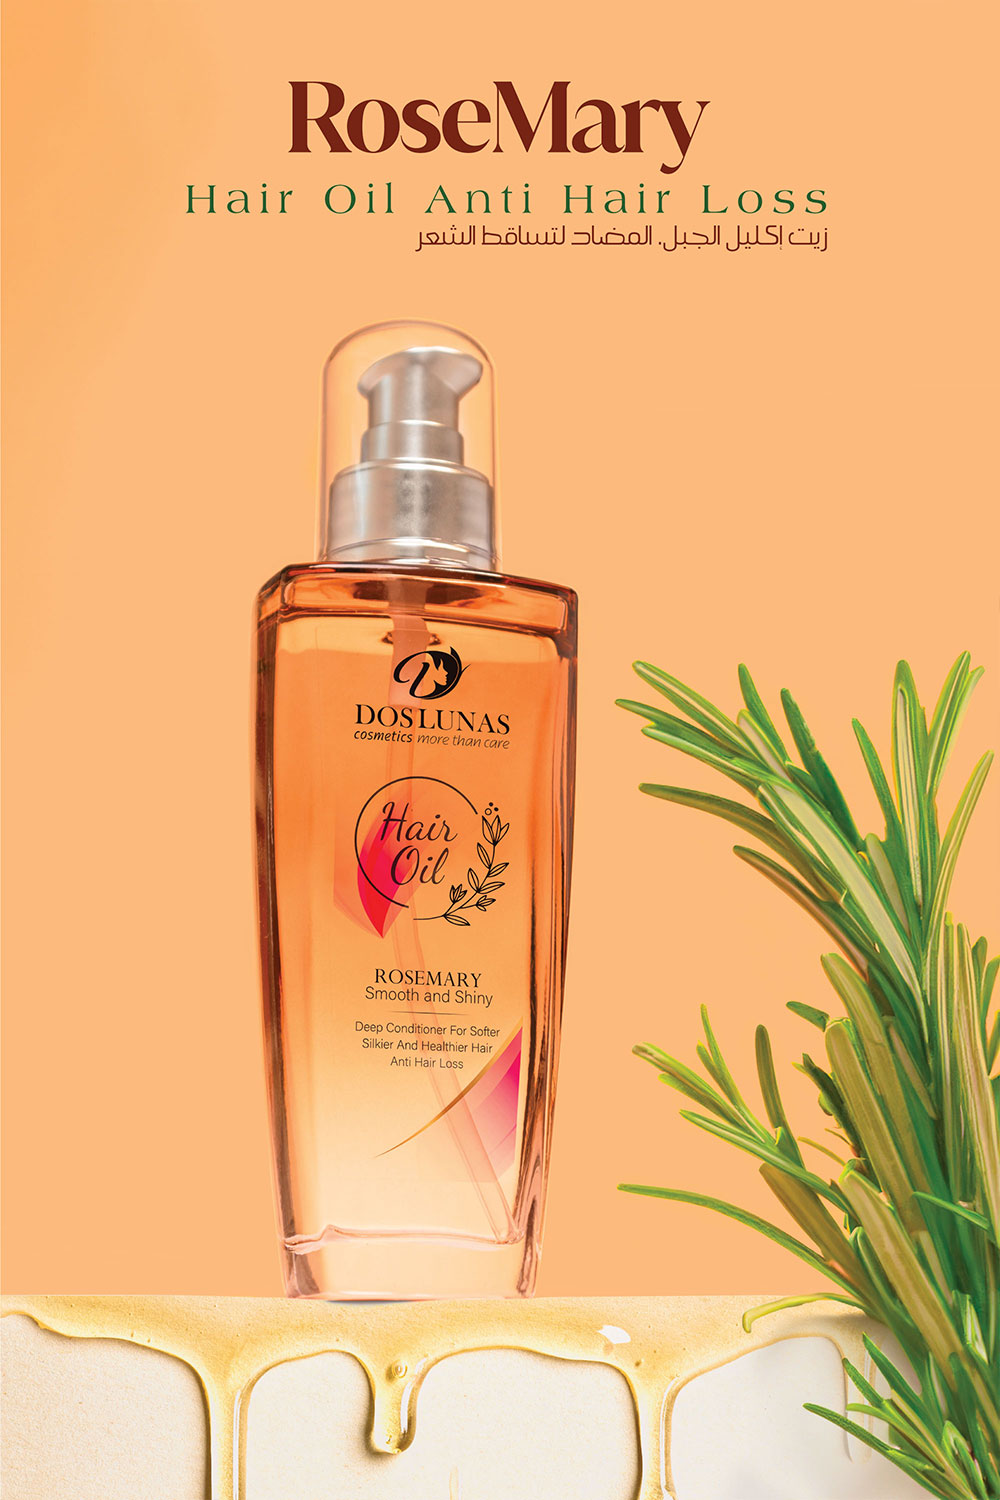 RoseMary
Hair Oil Anti Hair Loss
زيت إكليل الجبل. المضاد لتساقط الشعر
DOSLUNAS
cosmetics more than care
Hair
Oil
ROSEMARY
Smooth and Shiny
Deep Conditioner For Softer
Silkier And Healthier Hair
Anti Hair Loss